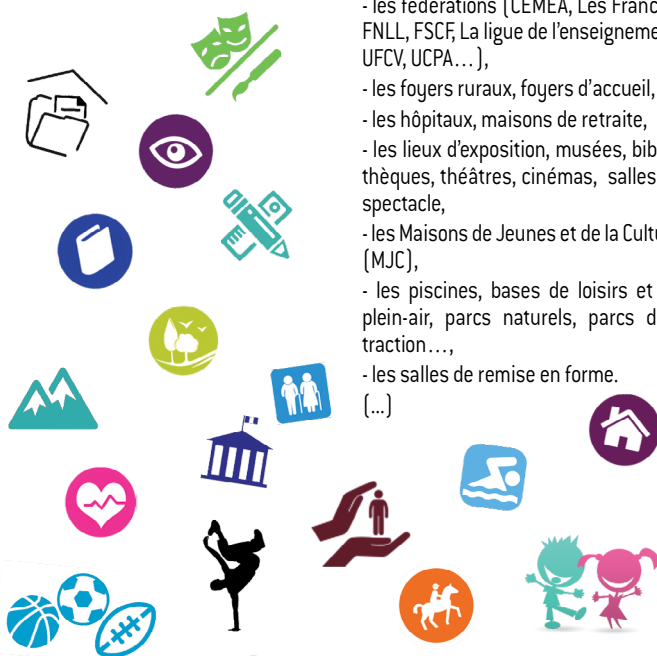 - les fédérations (CEMEA, Les Franc
FNLL, FSCF, La ligue de l’enseigneme
UFCV, UCPA…),
- les foyers ruraux, foyers d’accueil,
- les hôpitaux, maisons de retraite,
- les lieux d’exposition, musées, bib
thèques, théâtres, cinémas, salles
spectacle,
- les Maisons de Jeunes et de la Cultu
(MJC),
- les piscines, bases de loisirs et
plein-air, parcs naturels, parcs d
traction…,
- les salles de remise en forme.
(...)